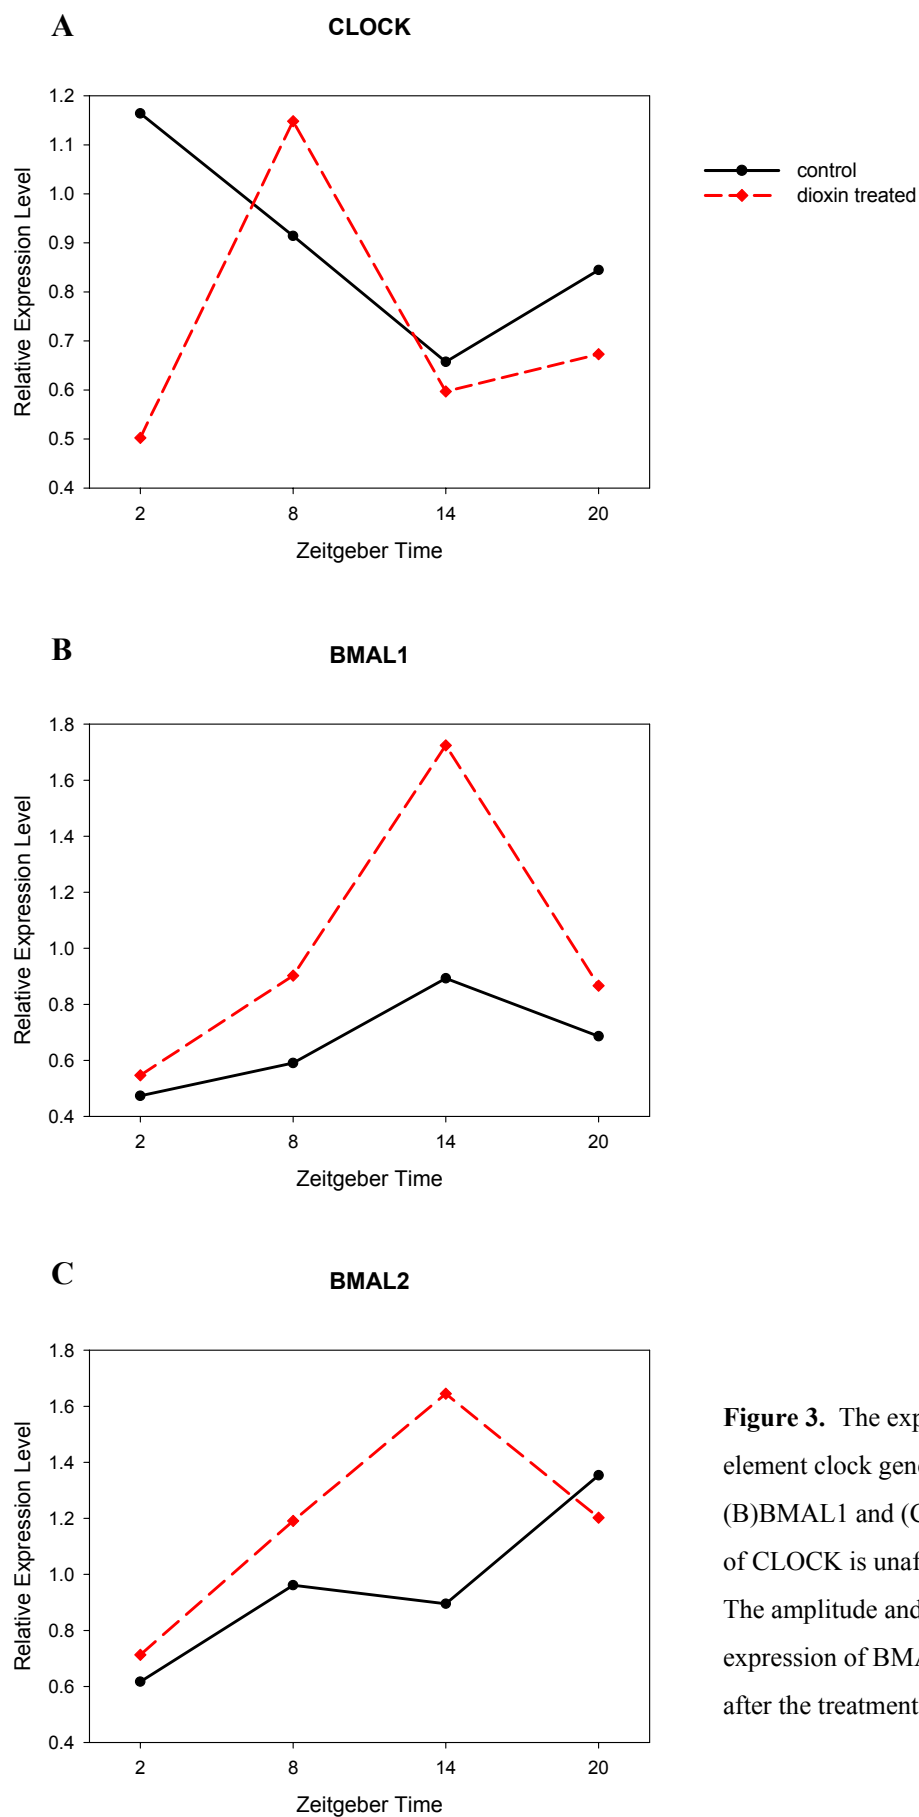 A
CLOCK
1.2
1.1
1.0
0.9
0.8
0.7
0.6
0.5
0.4
Relative Expression Level
2 8 14 20
Zeitgeber Time
control
dioxin treated
B
BMAL1
1.8
1.6
1.4
1.2
1.0
0.8
0.6
0.4
Relative Expression Level
2 8 14 20
Zeitgeber Time
C
BMAL2
1.8
1.6
1.4
1.2
1.0
0.8
0.6
0.4
Relative Expression Level
2 8 14 20
Zeitgeber Time
Figure 3. The exp
element clock gen
(B)BMAL1 and (C
of CLOCK is unaf
The amplitude and
expression of BMA
after the treatment